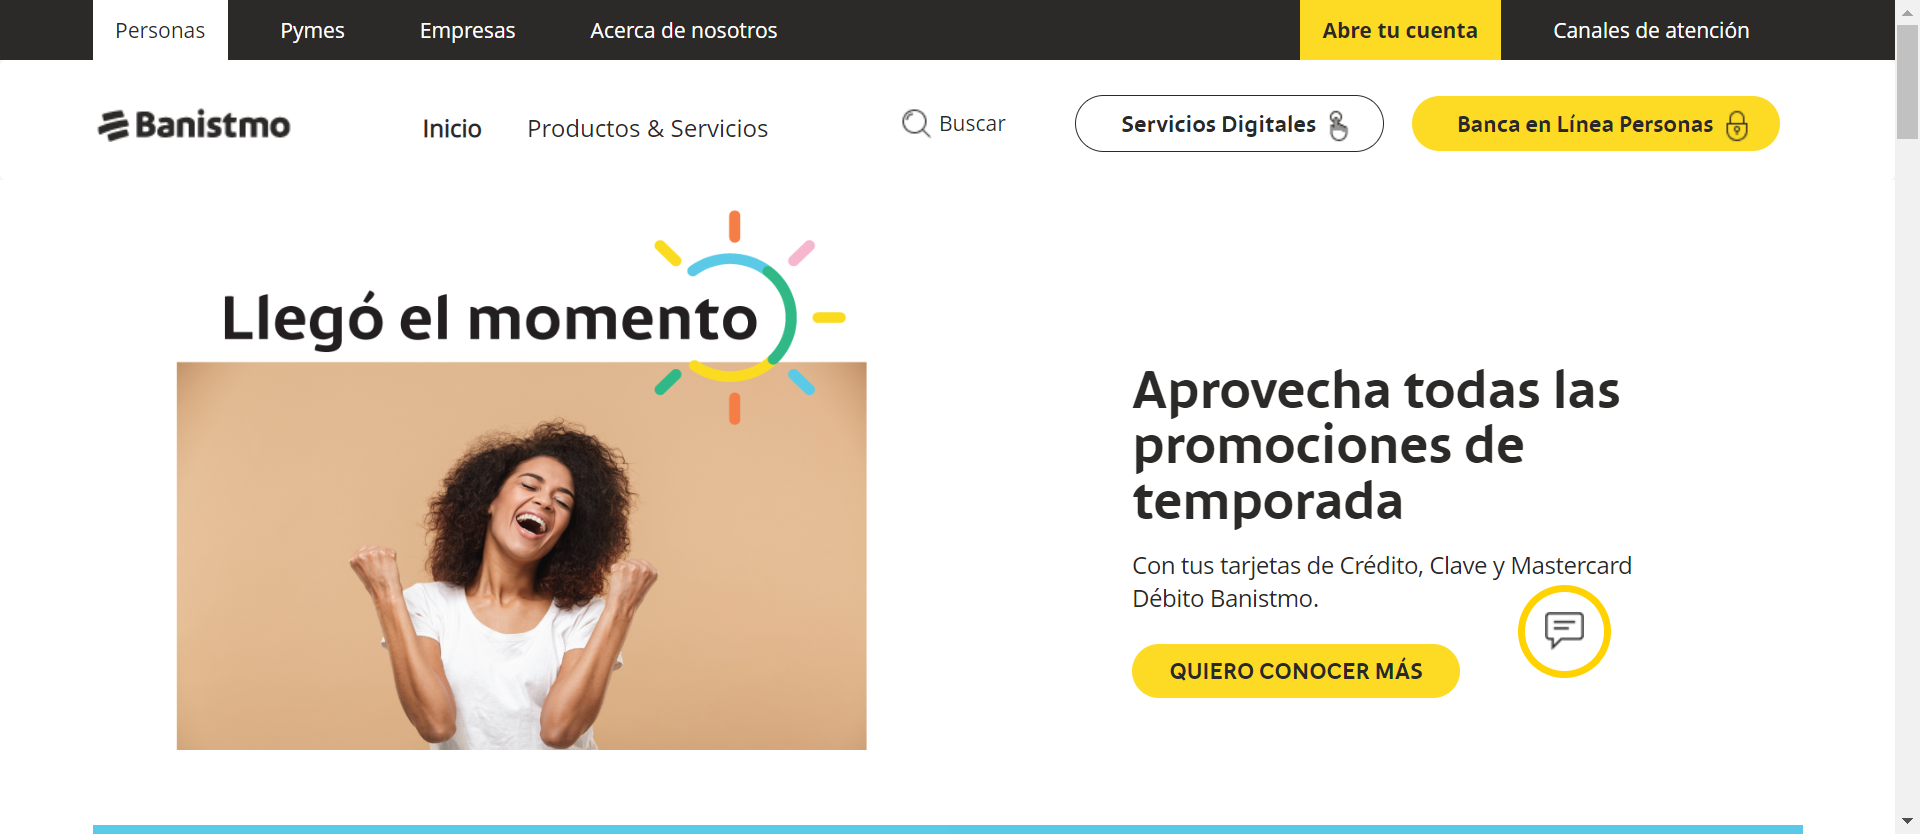 Personas
Pymes
Empresas
Acerca de nosotros
Abre tu cuenta
Canales de atención
Banistmo
Inicio
Productos & Servicios
Buscar
Servicios Digitales
Banca en Línea Personas
Llegó el momento
Aprovecha todas las
promociones de
temporada
Con tus tarjetas de Crédito, Clave y Mastercard
Débito Banistmo.
QUIERO CONOCER MÁS